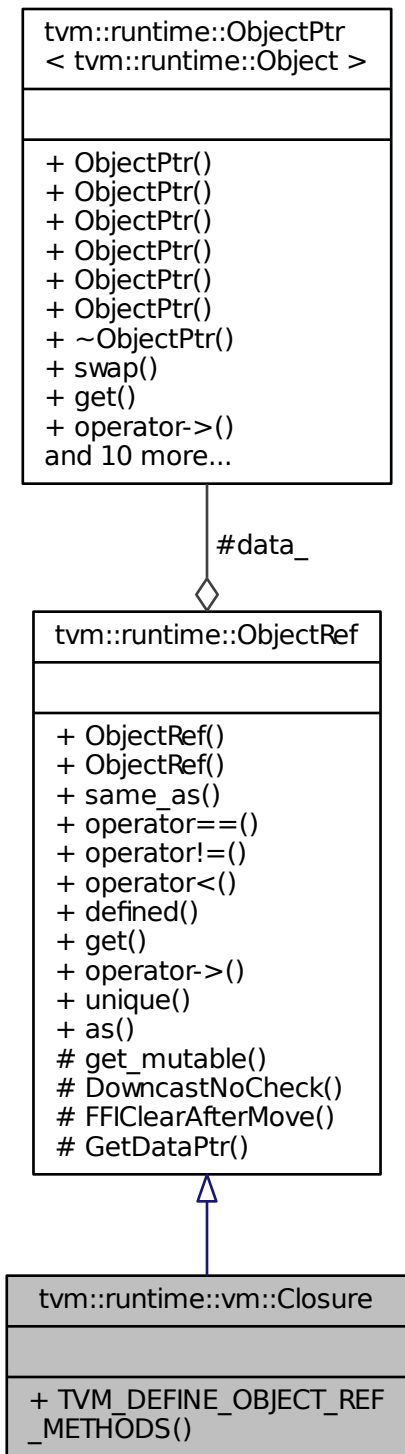 tvm::runtime::ObjectPtr
< tvm::runtime::Object >
+ ObjectPtr()
+ ObjectPtr()
+ ObjectPtr()
+ ObjectPtr()
+ ObjectPtr()
+ ObjectPtr()
+ ~ObjectPtr()
+ swap()
+ get()
+ operator->()
and 10 more...
#data_
tvm::runtime::ObjectRef
+ ObjectRef()
+ ObjectRef()
+ same_as()
+ operator==()
+ operator!=()
+ operator<()
+ defined()
+ get()
+ operator->()
+ unique()
+ as()
# get_mutable()
# DowncastNoCheck()
# FFIClearAfterMove()
# GetDataPtr()
tvm::runtime::vm::Closure
+ TVM_DEFINE_OBJECT_REF
_METHODS()